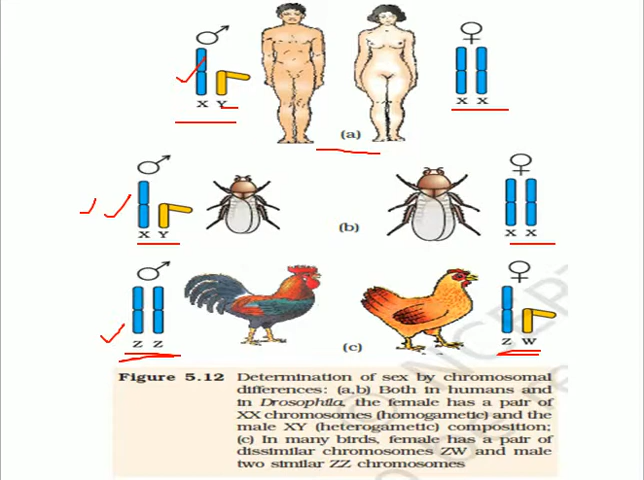 ♂ ♀
X Y X X
(a)
♂ ♀
X Y (b) X X
♂ ♀
Z Z (c) Z W
Figure 5.12 Determination of sex by chromosomal
differences: (a,b) Both in humans and
in Drosophila, the female has a pair of
XX chromosomes (homogametic) and the
male XY (heterogametic) composition;
(c) In many birds, female has a pair of
dissimilar chromosomes ZW and male
two similar ZZ chromosomes
© NCERT